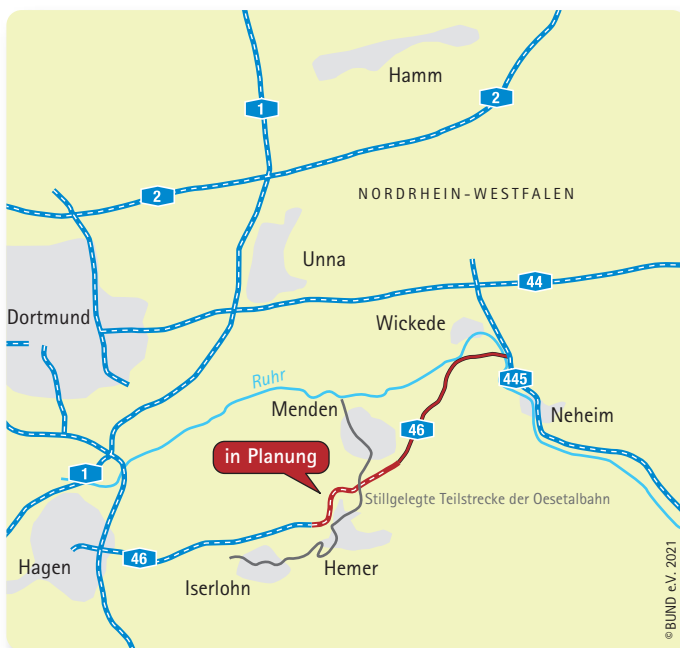 Hamm
1
2
2
NORDRHEIN-WESTFALEN
Unna
44
Dortmund
Wickede
445
Ruhr
Menden
Neheim
46
in Planung
1
Stillgelegte Teilstrecke der Oesetalbahn
46
Hagen
Hemer
Iserlohn
© BUND e.V. 2021